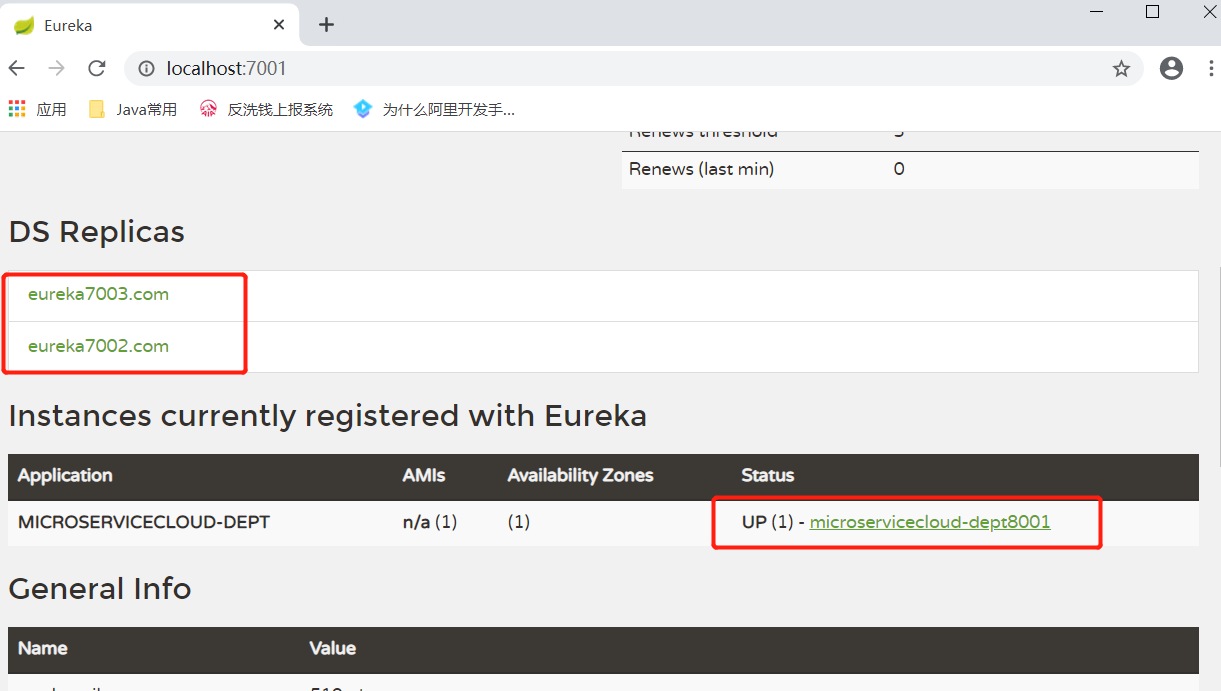 Eureka
localhost:7001
应用 Java常用 反洗钱上报系统 为什么阿里开发手...
Renews threshold
Renews (last min) 0
DS Replicas
eureka7003.com
eureka7002.com
Instances currently registered with Eureka
Application AMIs Availability Zones Status
MICROSERVICECLOUD-DEPT n/a (1) (1) UP (1) - microservicecloud-dept8001
General Info
Name Value